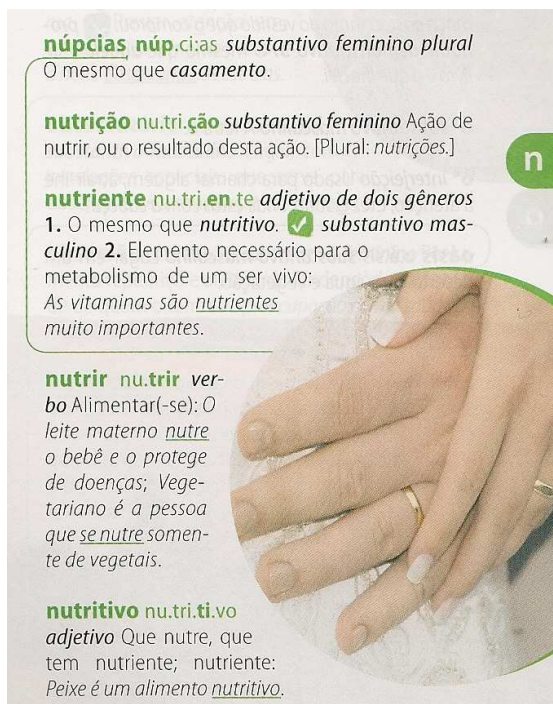 núpcias núp.ci:as substantivo feminino plural
O mesmo que casamento.
nutrição nu.tri.ção substantivo feminino Ação de
nutrir, ou o resultado desta ação. [Plural: nutrições.]
n
nutriente nu.tri.en.te adjetivo de dois gêneros
1. O mesmo que nutritivo. substantivo mas-
culino 2. Elemento necessário para o
metabolismo de um ser vivo:
As vitaminas são nutrientes
muito importantes.
nutrir nu.trir ver-
bo Alimentar(-se): O
leite materno nutre
o bebê e o protege
de doenças; Vege-
tariano é a pessoa
que se nutre somen-
te de vegetais.
nutritivo nu.tri.ti.vo
adjetivo Que nutre, que
tem nutriente; nutriente:
Peixe é um alimento nutritivo.